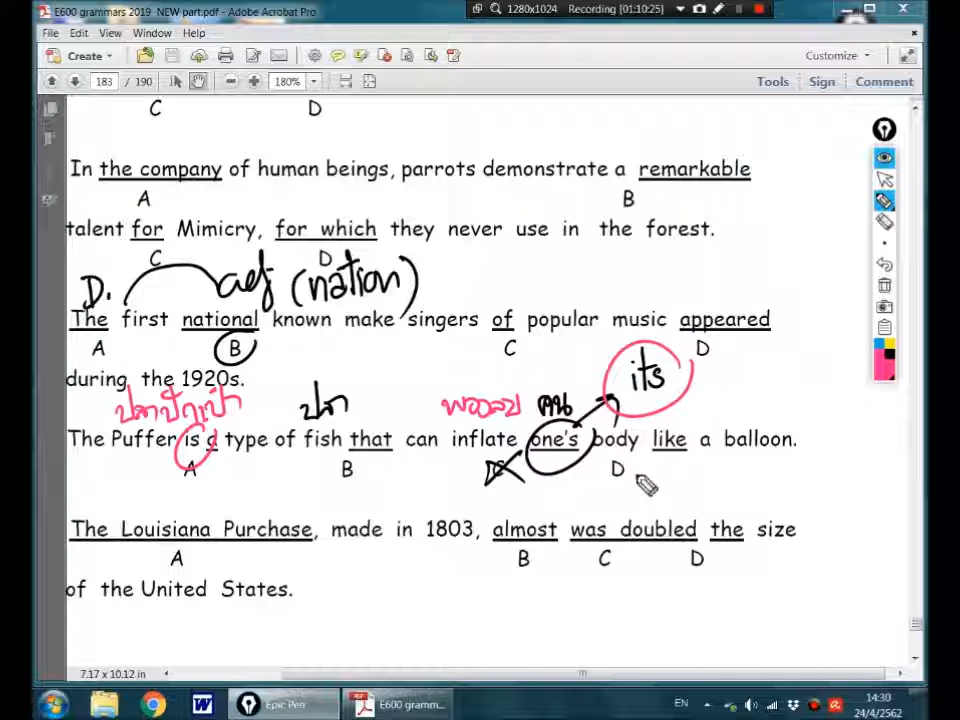 E600 grammars 2019 NEW part.pdf - Adobe Acrobat Pro
1280x1024 Recording [01:10:25]
File Edit View Window Help
Create Customize
183 / 190 180% Tools Sign Comment
C D
In the company of human beings, parrots demonstrate a remarkable
A B
talent for Mimicry, for which they never use in the forest.
C D
D. adj (nation)
The first national known make singers of popular music appeared
A B C D
during the 1920s. its
ปลาปักเป้า ปลา พองลม คน
The Puffer is a type of fish that can inflate one's body like a balloon.
A B C D
The Louisiana Purchase, made in 1803, almost was doubled the size
A B C D
of the United States.
7.17 x 10.12 in
Epic Pen E600 gramm... EN 14:30
24/4/2562